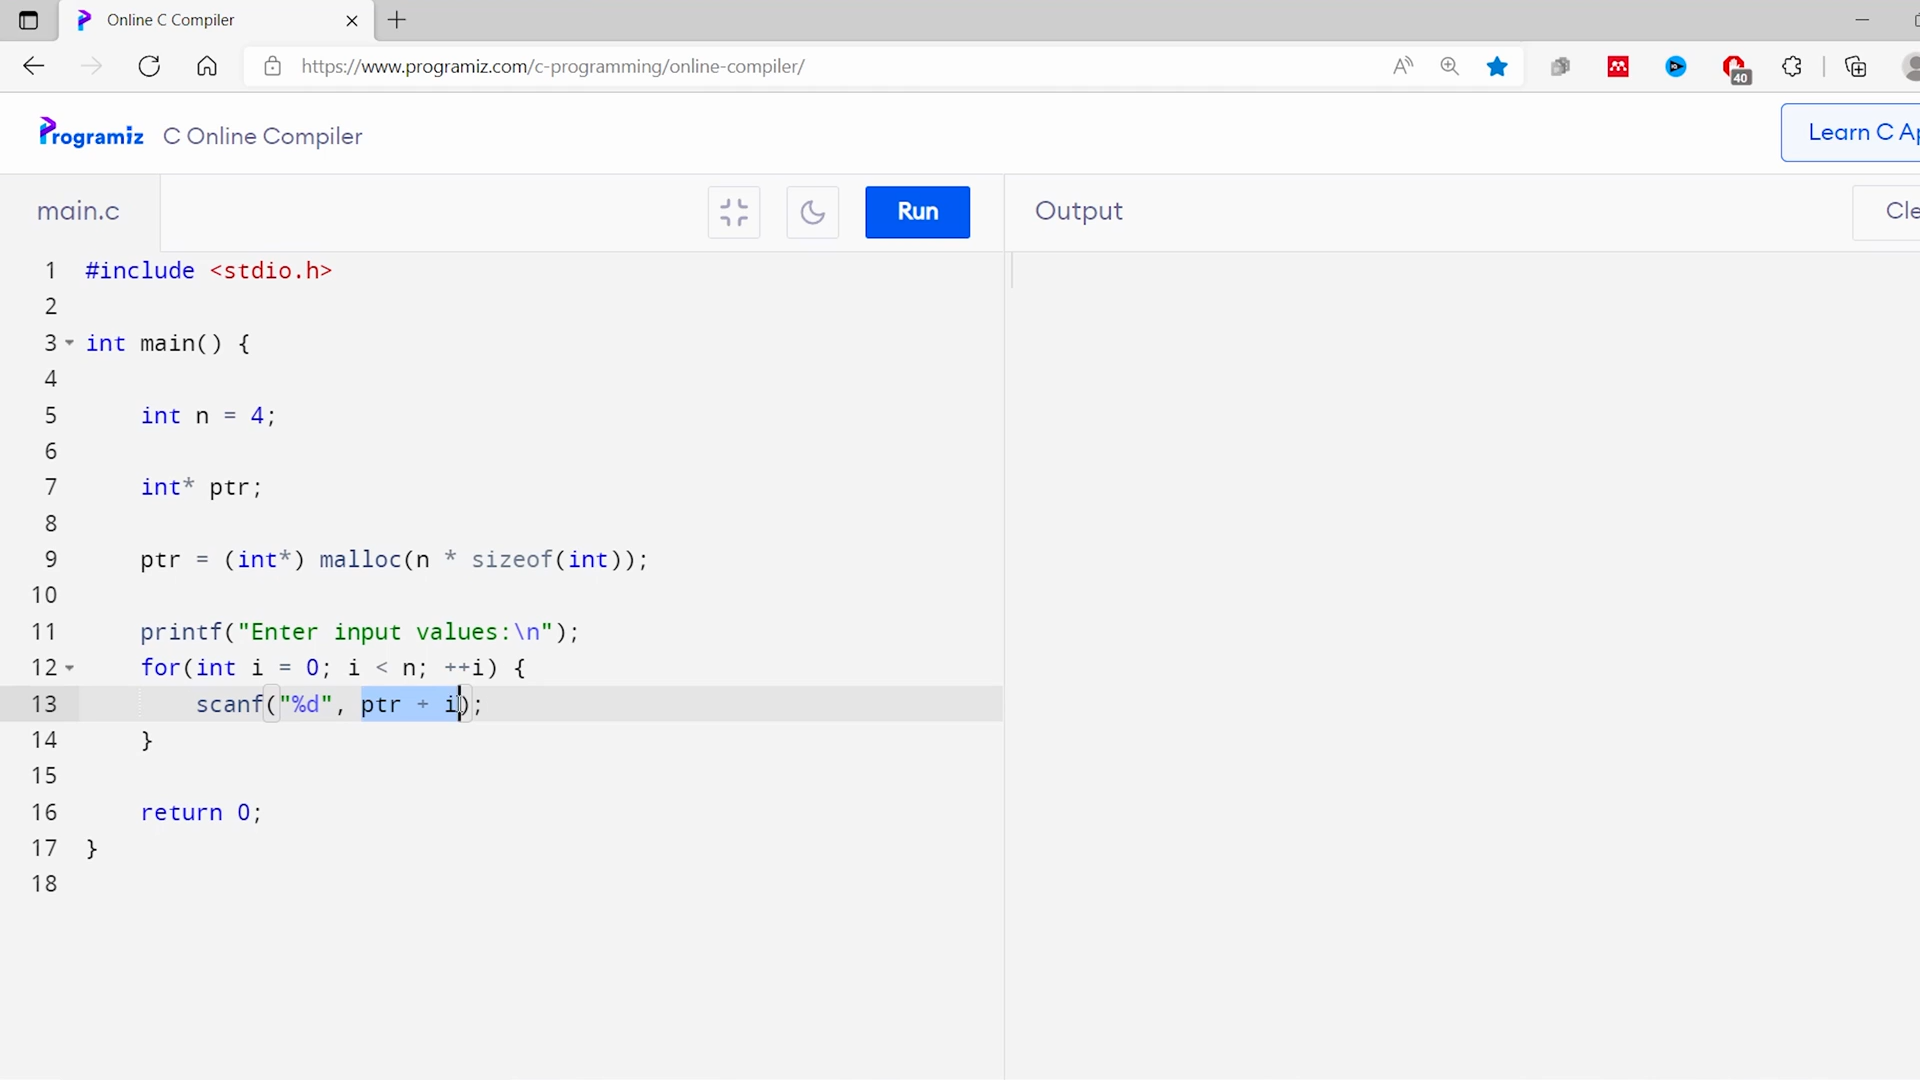 Online C Compiler
https://www.programiz.com/c-programming/online-compiler/
40
Programiz C Online Compiler
Learn C Ap
main.c
Run
Output
Cle
1 #include <stdio.h>
2
3 int main() {
4
5 int n = 4;
6
7 int* ptr;
8
9 ptr = (int*) malloc(n * sizeof(int));
10
11 printf("Enter input values:\n");
12 for(int i = 0; i < n; ++i) {
13 scanf("%d", ptr + i);
14 }
15
16 return 0;
17 }
18